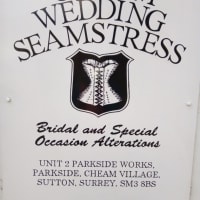 WEDDING
SEAMSTRESS
Bridal and Special
Occasion Alterations
UNIT 2 PARKSIDE WORKS,
PARKSIDE, CHEAM VILLAGE,
SUTTON, SURREY, SM3 8BS